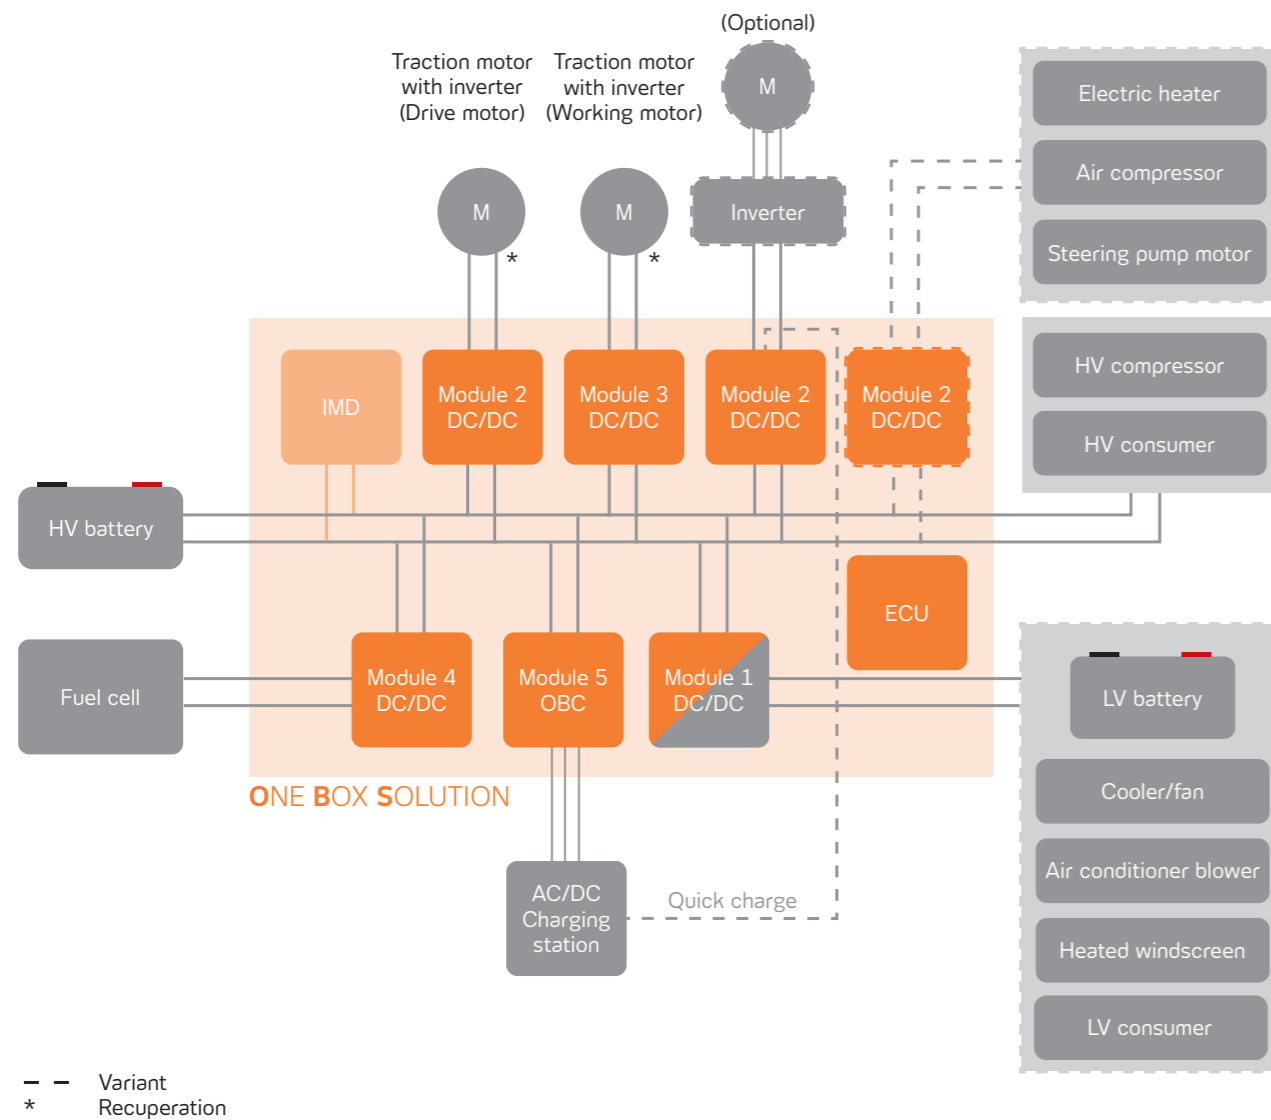 (Optional)
Traction motor
with inverter
(Drive motor)
Traction motor
with inverter
(Working motor)
M
M
*
M
*
Inverter
Electric heater
Air compressor
Steering pump motor
HV compressor
HV consumer
IMD
Module 2
DC/DC
Module 3
DC/DC
Module 2
DC/DC
Module 2
DC/DC
HV battery
ECU
Fuel cell
Module 4
DC/DC
Module 5
OBC
Module 1
DC/DC
LV battery
Cooler/fan
Air conditioner blower
Heated windscreen
LV consumer
ONE BOX SOLUTION
AC/DC
Charging
station
Quick charge
Variant
* Recuperation